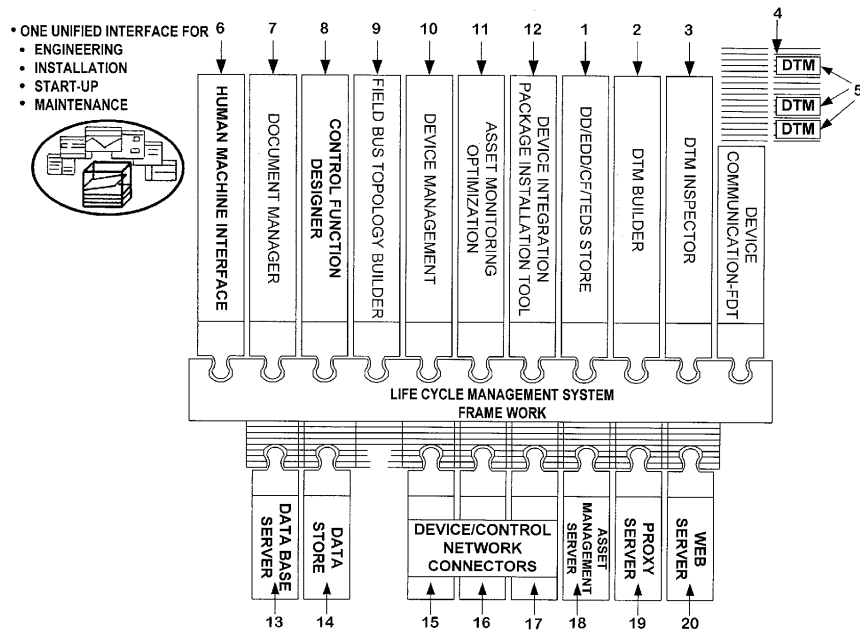 • ONE UNIFIED INTERFACE FOR
• ENGINEERING
• INSTALLATION
• START-UP
• MAINTENANCE
6 7 8 9 10 11 12 1 2 3 4
HUMAN MACHINE INTERFACE
DOCUMENT MANAGER
CONTROL FUNCTION
DESIGNER
FIELD BUS TOPOLOGY BUILDER
DEVICE MANAGEMENT
ASSET MONITORING
OPTIMIZATION
DEVICE INTEGRATION
PACKAGE INSTALLATION TOOL
DD/EDD/CF/TEDS STORE
DTM BUILDER
DTM INSPECTOR
DEVICE
COMMUNICATION-FDT
DTM
DTM
DTM
5
LIFE CYCLE MANAGEMENT SYSTEM
FRAME WORK
DATA BASE
SERVER
DATA
STORE
DEVICE/CONTROL
NETWORK
CONNECTORS
ASSET
MANAGEMENT
SERVER
PROXY
SERVER
WEB
SERVER
13 14 15 16 17 18 19 20